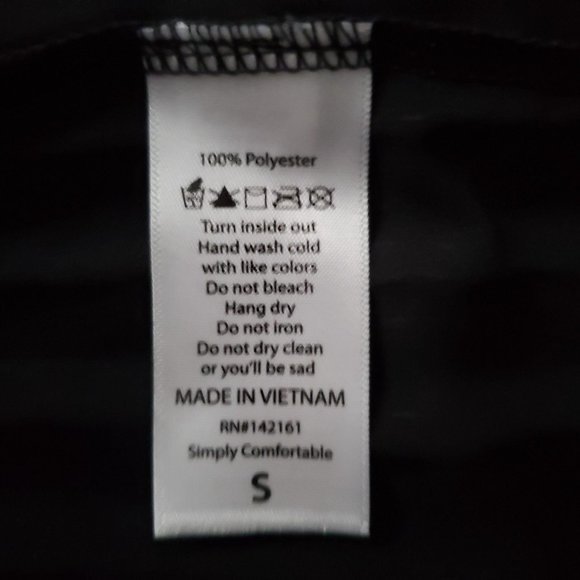 100% Polyester
Turn inside out
Hand wash cold
with like colors
Do not bleach
Hang dry
Do not iron
Do not dry clean
or you'll be sad
MADE IN VIETNAM
RN#142161
Simply Comfortable
S